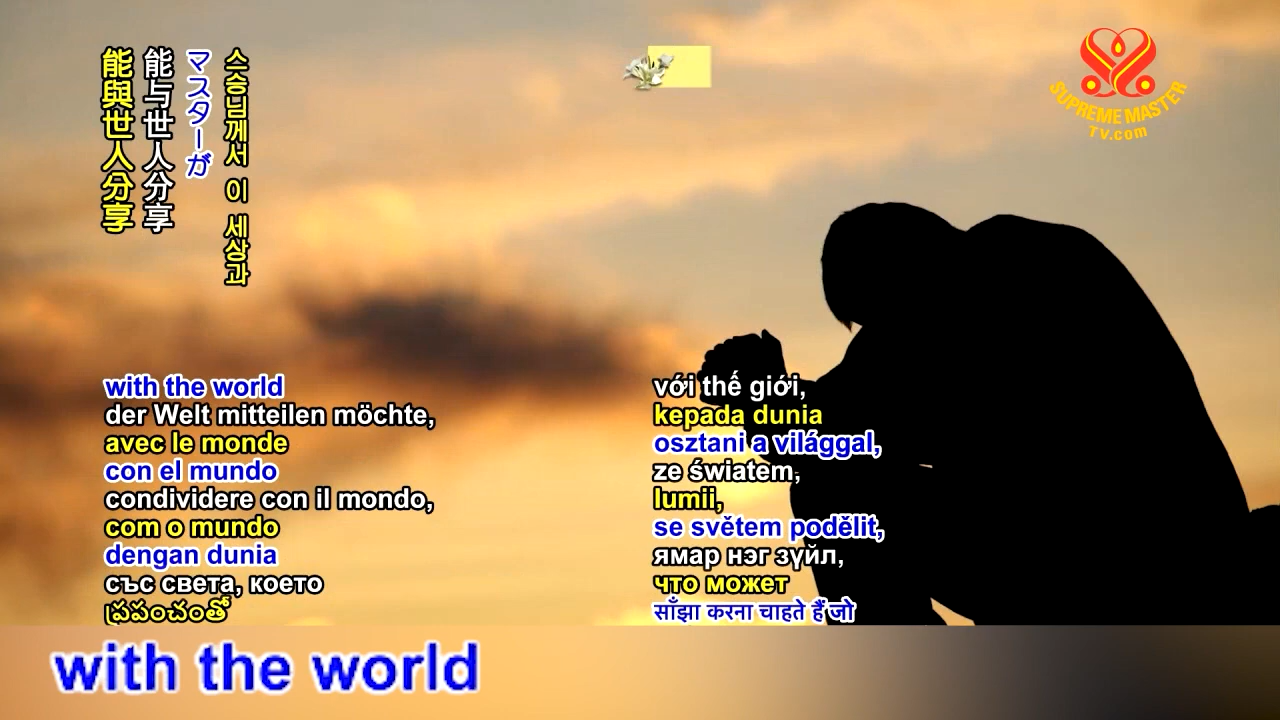 能與世人分享
能与世人分享
マスターが
스승님께서 이 세상과
SUPREME MASTER
TV.com
with the world
der Welt mitteilen möchte,
avec le monde
con el mundo
condividere con il mondo,
com o mundo
dengan dunia
със света, което
ప్రపంచంతో
với thế giới,
kepada dunia
osztani a világgal,
ze światem,
lumii,
se světem podělit,
ямар нэг зүйл,
что может
साँझा करना चाहते हैं जो
with the world